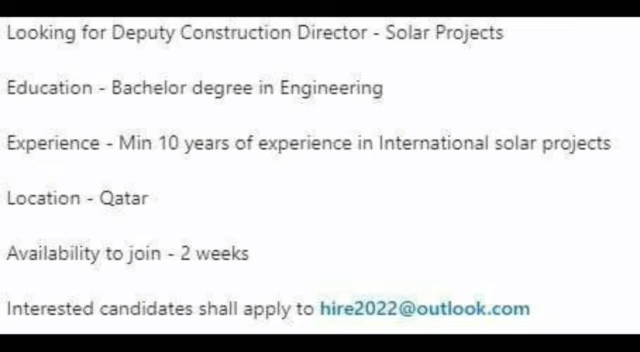 Looking for Deputy Construction Director - Solar Projects
Education - Bachelor degree in Engineering
Experience - Min 10 years of experience in International solar projects
Location - Qatar
Availability to join - 2 weeks
Interested candidates shall apply to hire2022@outlook.com